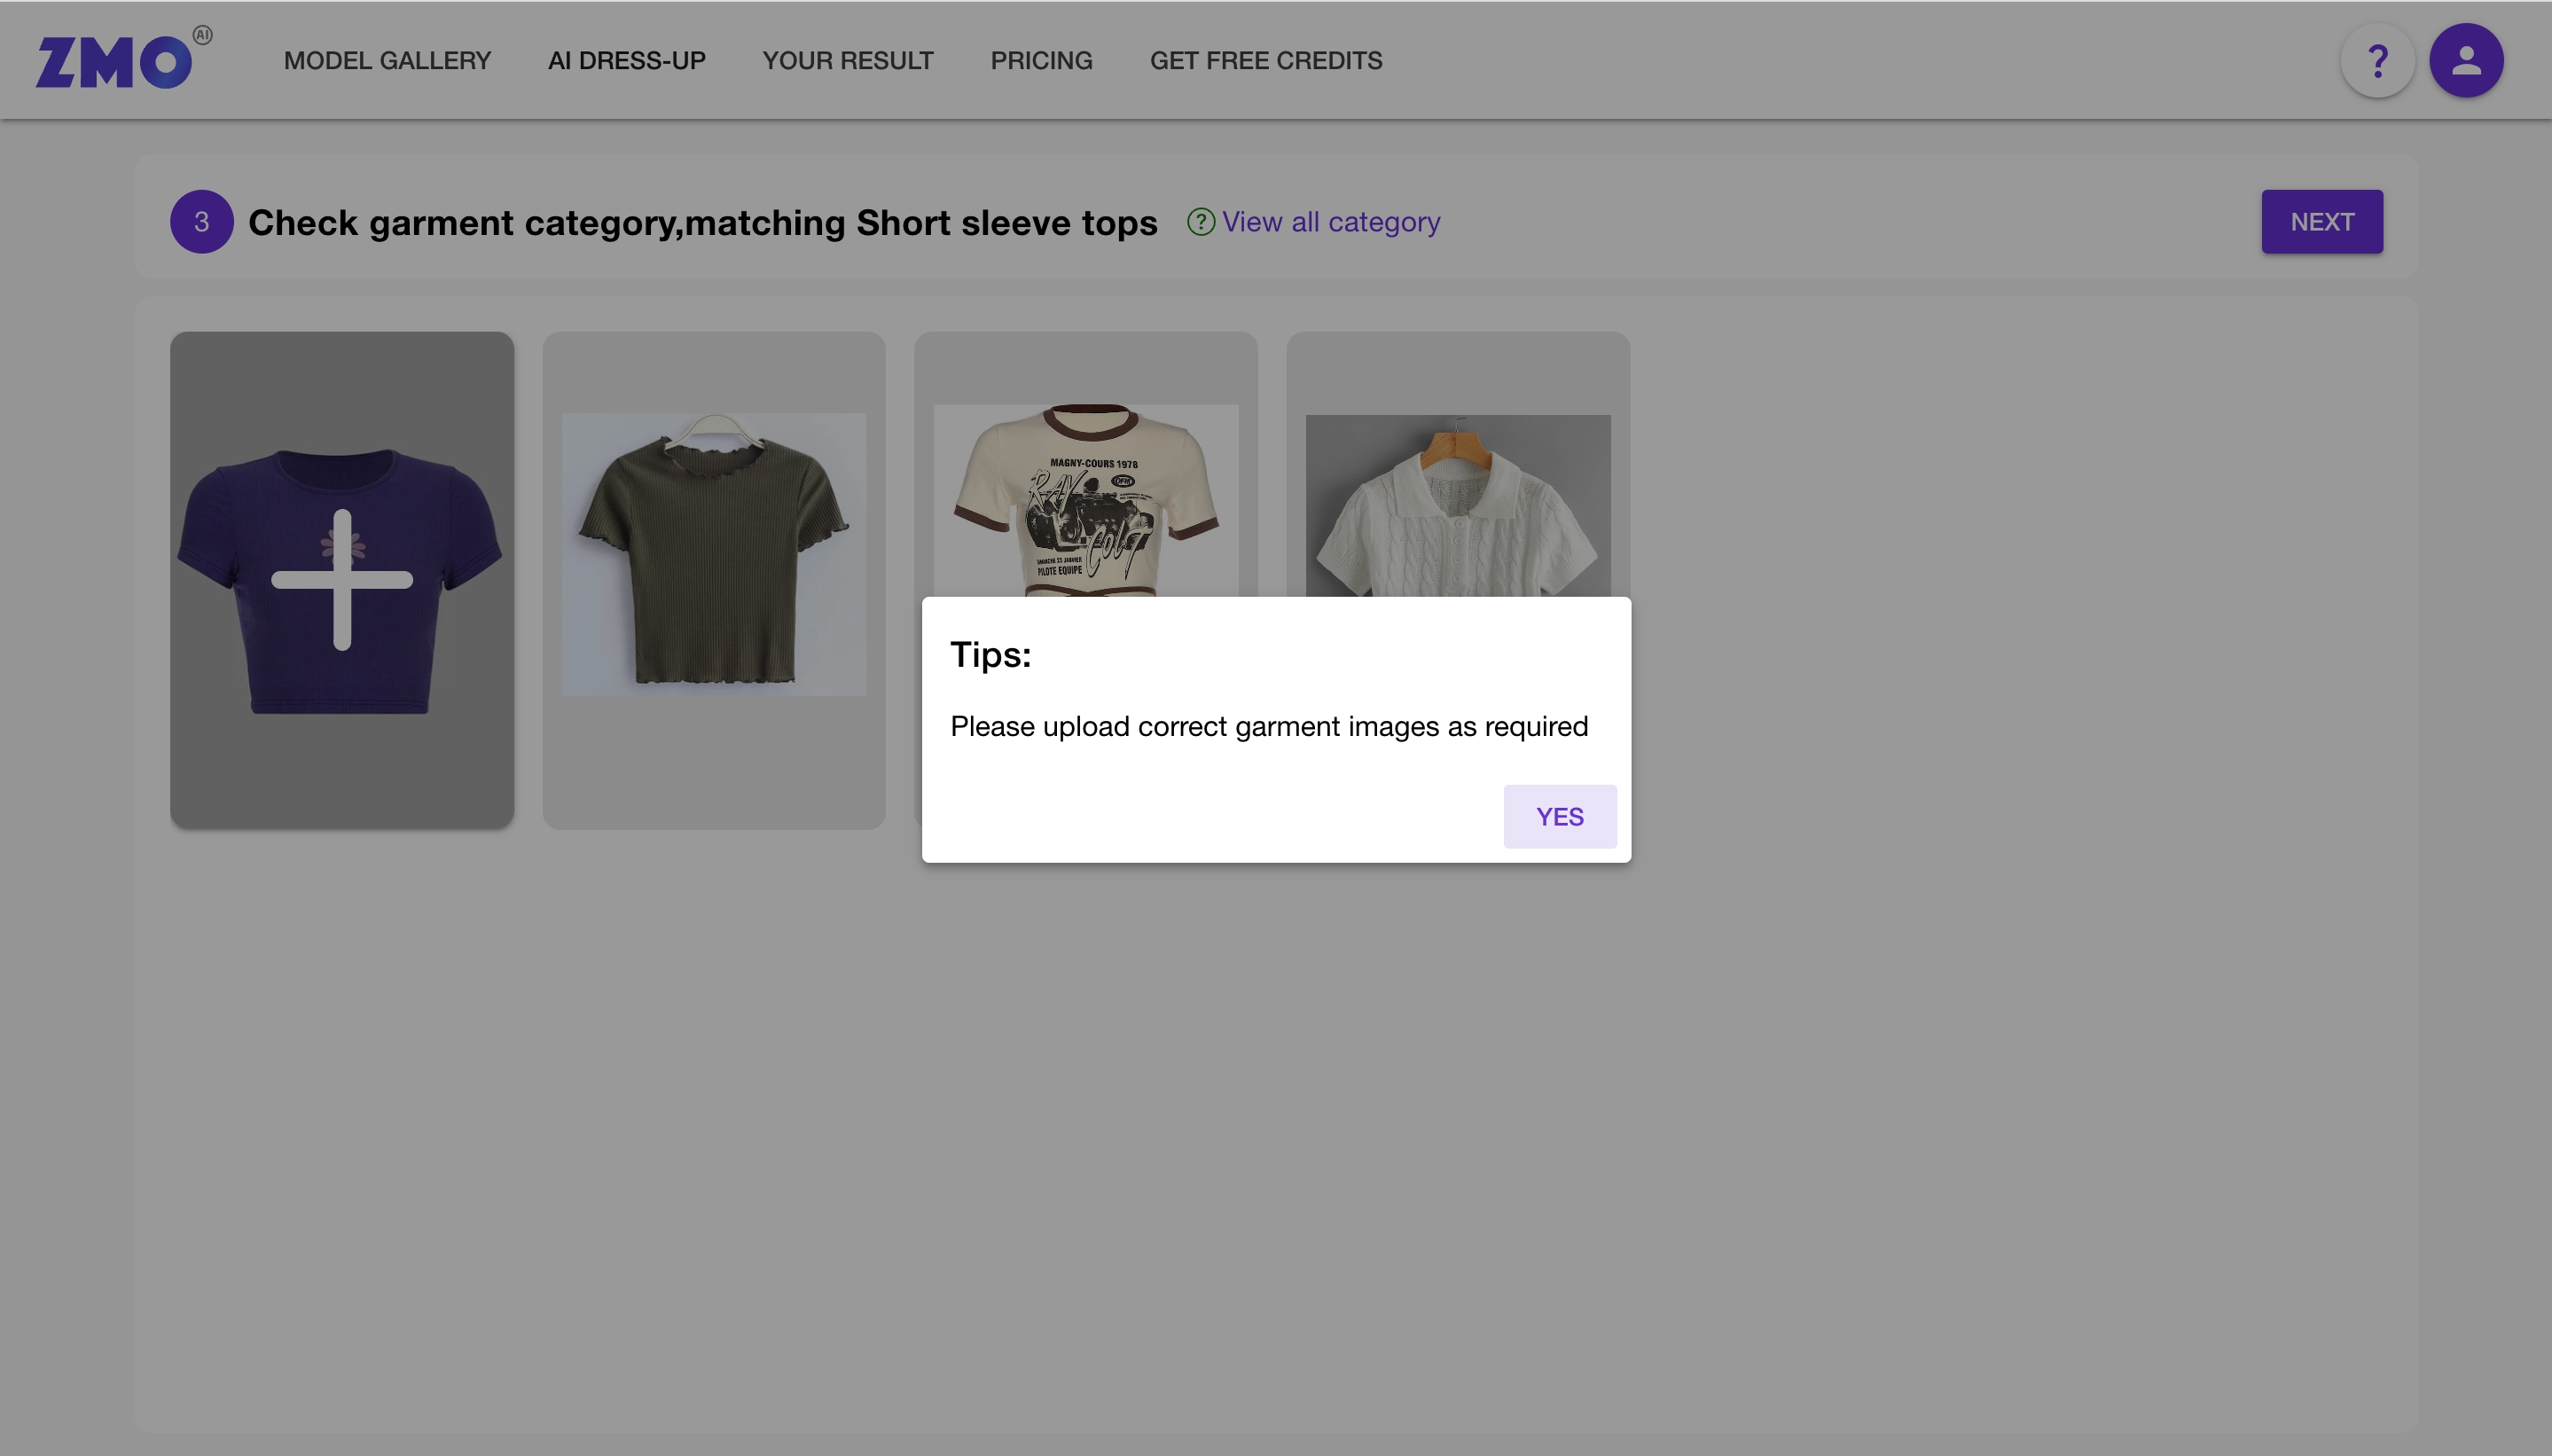 ZMO AI
MODEL GALLERY
AI DRESS-UP
YOUR RESULT
PRICING
GET FREE CREDITS
?
3
Check garment category,matching Short sleeve tops
? View all category
NEXT
MAGNY-COURS 1978
RAY
COLT
PILOTE EQUIPE
Tips:
Please upload correct garment images as required
YES